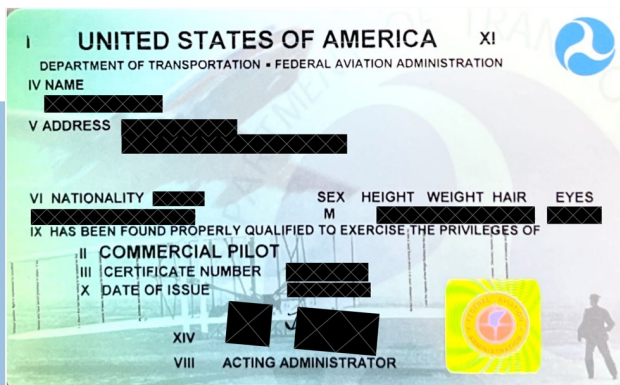 I UNITED STATES OF AMERICA XI
DEPARTMENT OF TRANSPORTATION ▪ FEDERAL AVIATION ADMINISTRATION
IV NAME
V ADDRESS
VI NATIONALITY SEX HEIGHT WEIGHT HAIR EYES
M
IX HAS BEEN FOUND PROPERLY QUALIFIED TO EXERCISE THE PRIVILEGES OF
II COMMERCIAL PILOT
III CERTIFICATE NUMBER
X DATE OF ISSUE
XIV
VIII ACTING ADMINISTRATOR